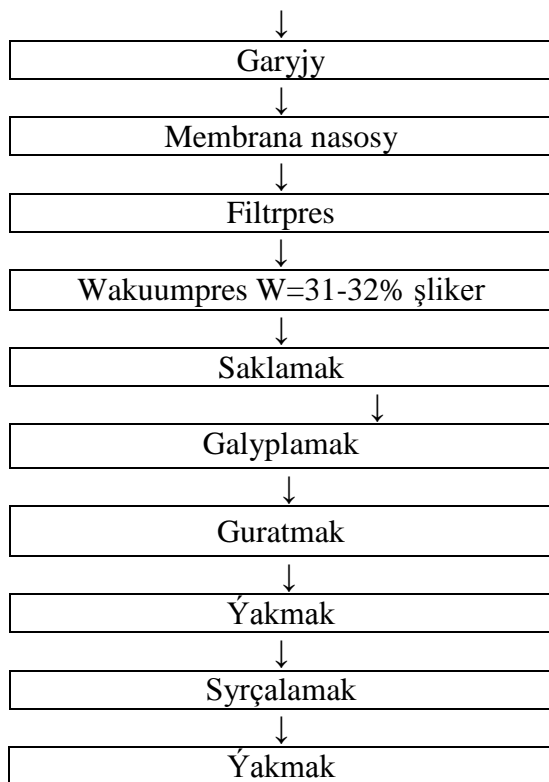 ↓
Garyjy
↓
Membrana nasosy
↓
Filtrpres
↓
Wakuumpres W=31-32% şliker
↓
Saklamak
↓
Galyplamak
↓
Guratmak
↓
Ýakmak
↓
Syrçalamak
↓
Ýakmak